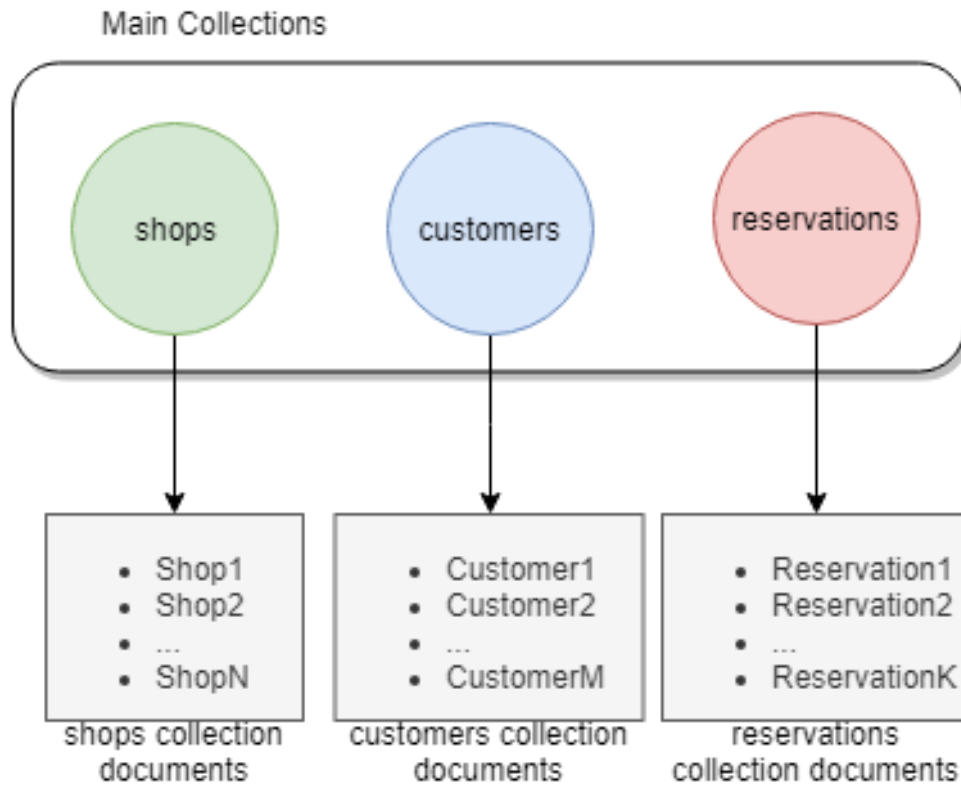 Main Collections
shops
customers
reservations
• Shop1
• Shop2
• ...
• ShopN
shops collection
documents
• Customer1
• Customer2
• ...
• CustomerM
customers collection
documents
• Reservation1
• Reservation2
• ...
• ReservationK
reservations
collection documents